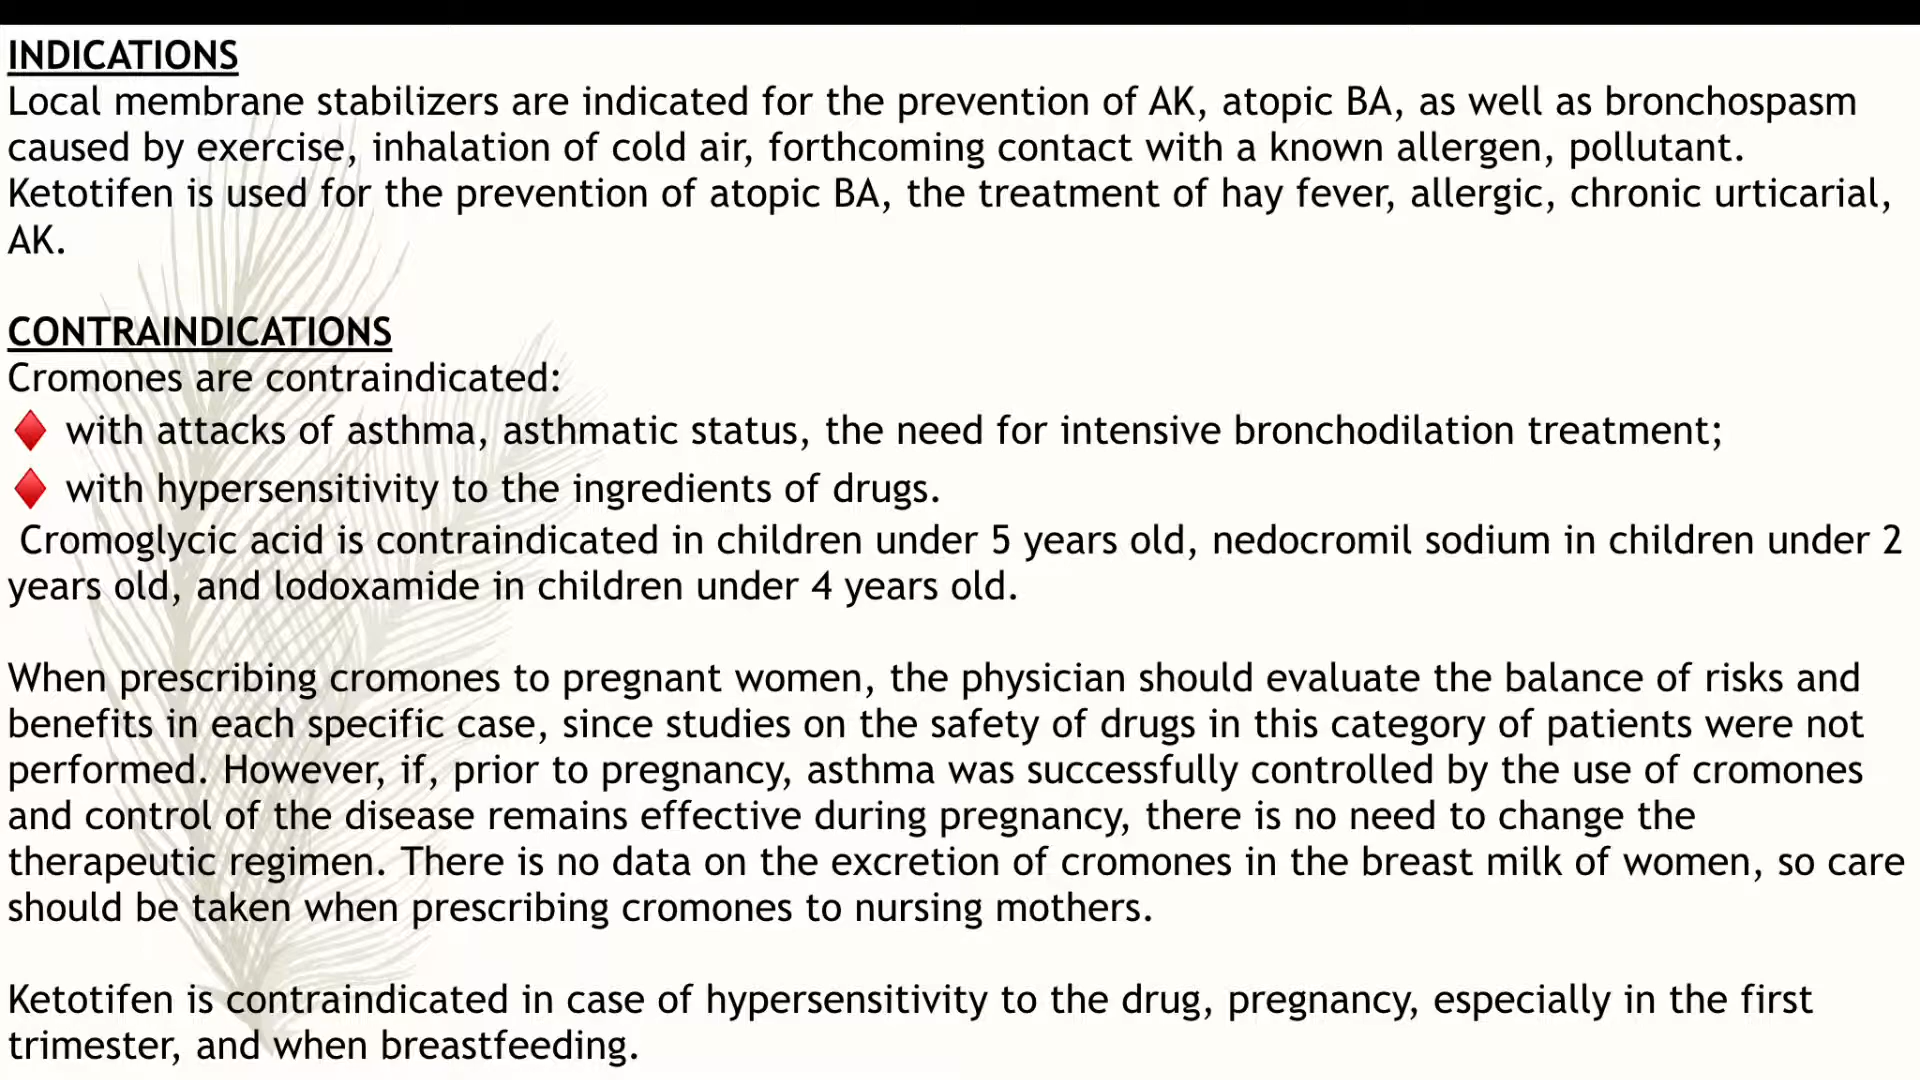 INDICATIONS
Local membrane stabilizers are indicated for the prevention of AK, atopic BA, as well as bronchospasm
caused by exercise, inhalation of cold air, forthcoming contact with a known allergen, pollutant.
Ketotifen is used for the prevention of atopic BA, the treatment of hay fever, allergic, chronic urticarial,
AK.
CONTRAINDICATIONS
Cromones are contraindicated:
♦ with attacks of asthma, asthmatic status, the need for intensive bronchodilation treatment;
♦ with hypersensitivity to the ingredients of drugs.
Cromoglycic acid is contraindicated in children under 5 years old, nedocromil sodium in children under 2
years old, and lodoxamide in children under 4 years old.
When prescribing cromones to pregnant women, the physician should evaluate the balance of risks and
benefits in each specific case, since studies on the safety of drugs in this category of patients were not
performed. However, if, prior to pregnancy, asthma was successfully controlled by the use of cromones
and control of the disease remains effective during pregnancy, there is no need to change the
therapeutic regimen. There is no data on the excretion of cromones in the breast milk of women, so care
should be taken when prescribing cromones to nursing mothers.
Ketotifen is contraindicated in case of hypersensitivity to the drug, pregnancy, especially in the first
trimester, and when breastfeeding.